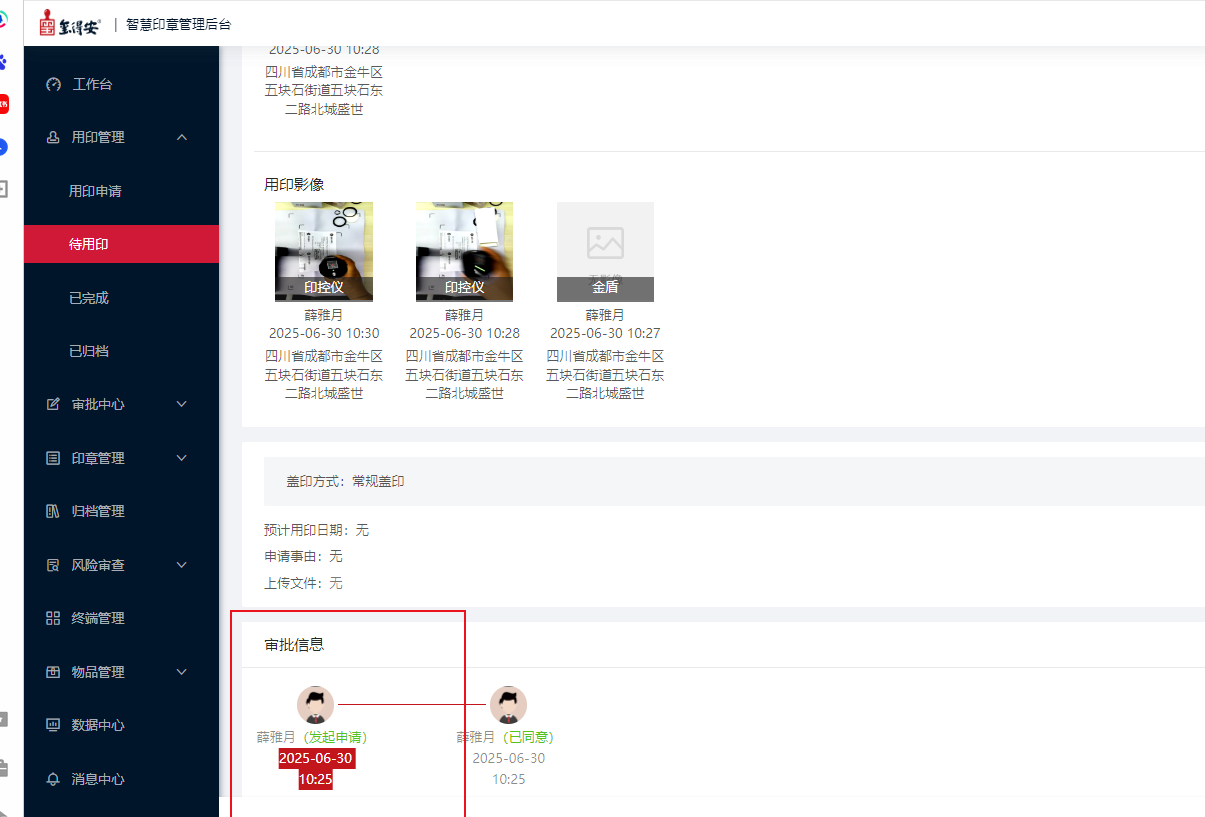 玺得安
智慧印章管理后台
工作台
用印管理
用印申请
待用印
已完成
已归档
审批中心
印章管理
归档管理
风险审查
终端管理
物品管理
数据中心
消息中心
2025-06-30 10:28
四川省成都市金牛区
五块石街道五块石东
二路北城盛世
用印影像
印控仪
薛雅月
2025-06-30 10:30
四川省成都市金牛区
五块石街道五块石东
二路北城盛世
印控仪
薛雅月
2025-06-30 10:28
四川省成都市金牛区
五块石街道五块石东
二路北城盛世
金盾
薛雅月
2025-06-30 10:27
四川省成都市金牛区
五块石街道五块石东
二路北城盛世
盖印方式：常规盖印
预计用印日期：无
申请事由：无
上传文件：无
审批信息
薛雅月（发起申请）
2025-06-30
10:25
薛雅月（已同意）
2025-06-30
10:25